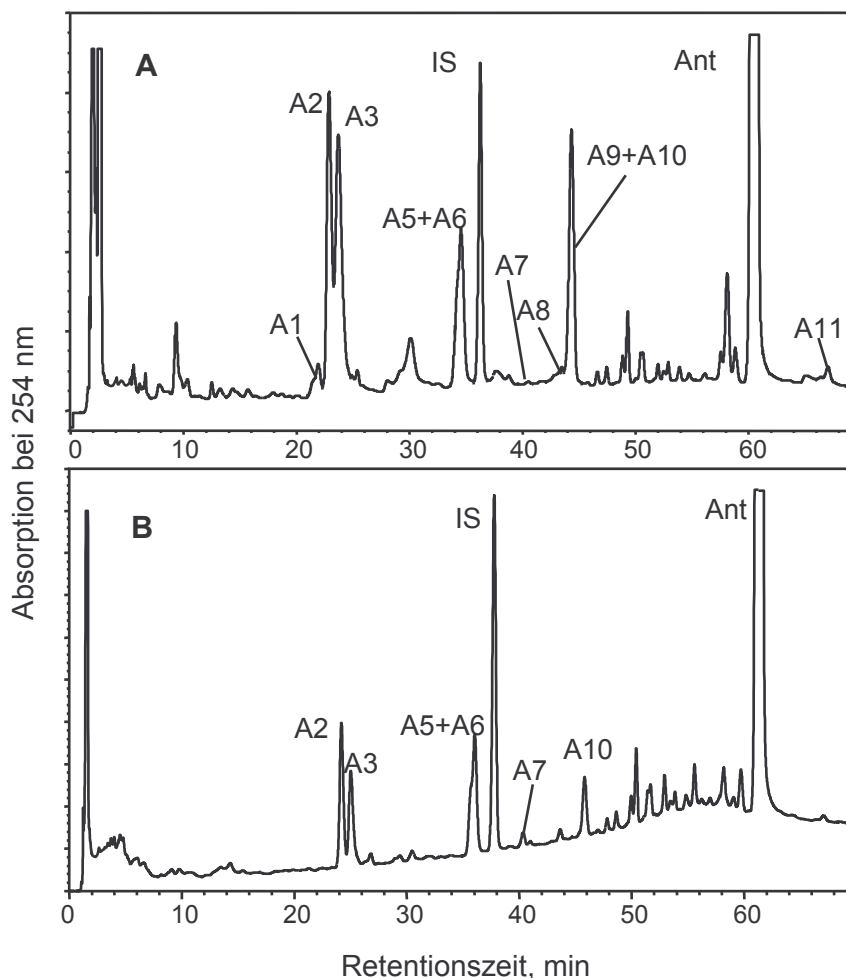 A
IS
Ant
A2
A3
A9+A10
A5+A6
A7
A8
A1
A11
0 10 20 30 40 50 60
Absorption bei 254 nm
B
IS
Ant
A2
A3
A5+A6
A7
A10
0 10 20 30 40 50 60
Retentionszeit, min